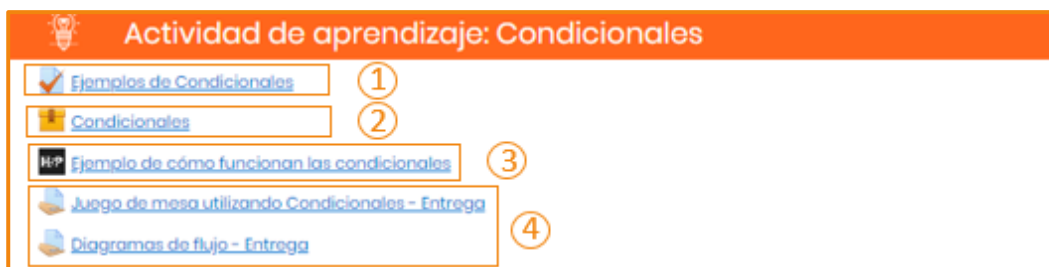 Actividad de aprendizaje: Condicionales
Ejemplos de Condicionales 1
Condicionales 2
H-P Ejemplo de cómo funcionan las condicionales 3
Juego de mesa utilizando Condicionales - Entrega
4
Diagramas de flujo - Entrega